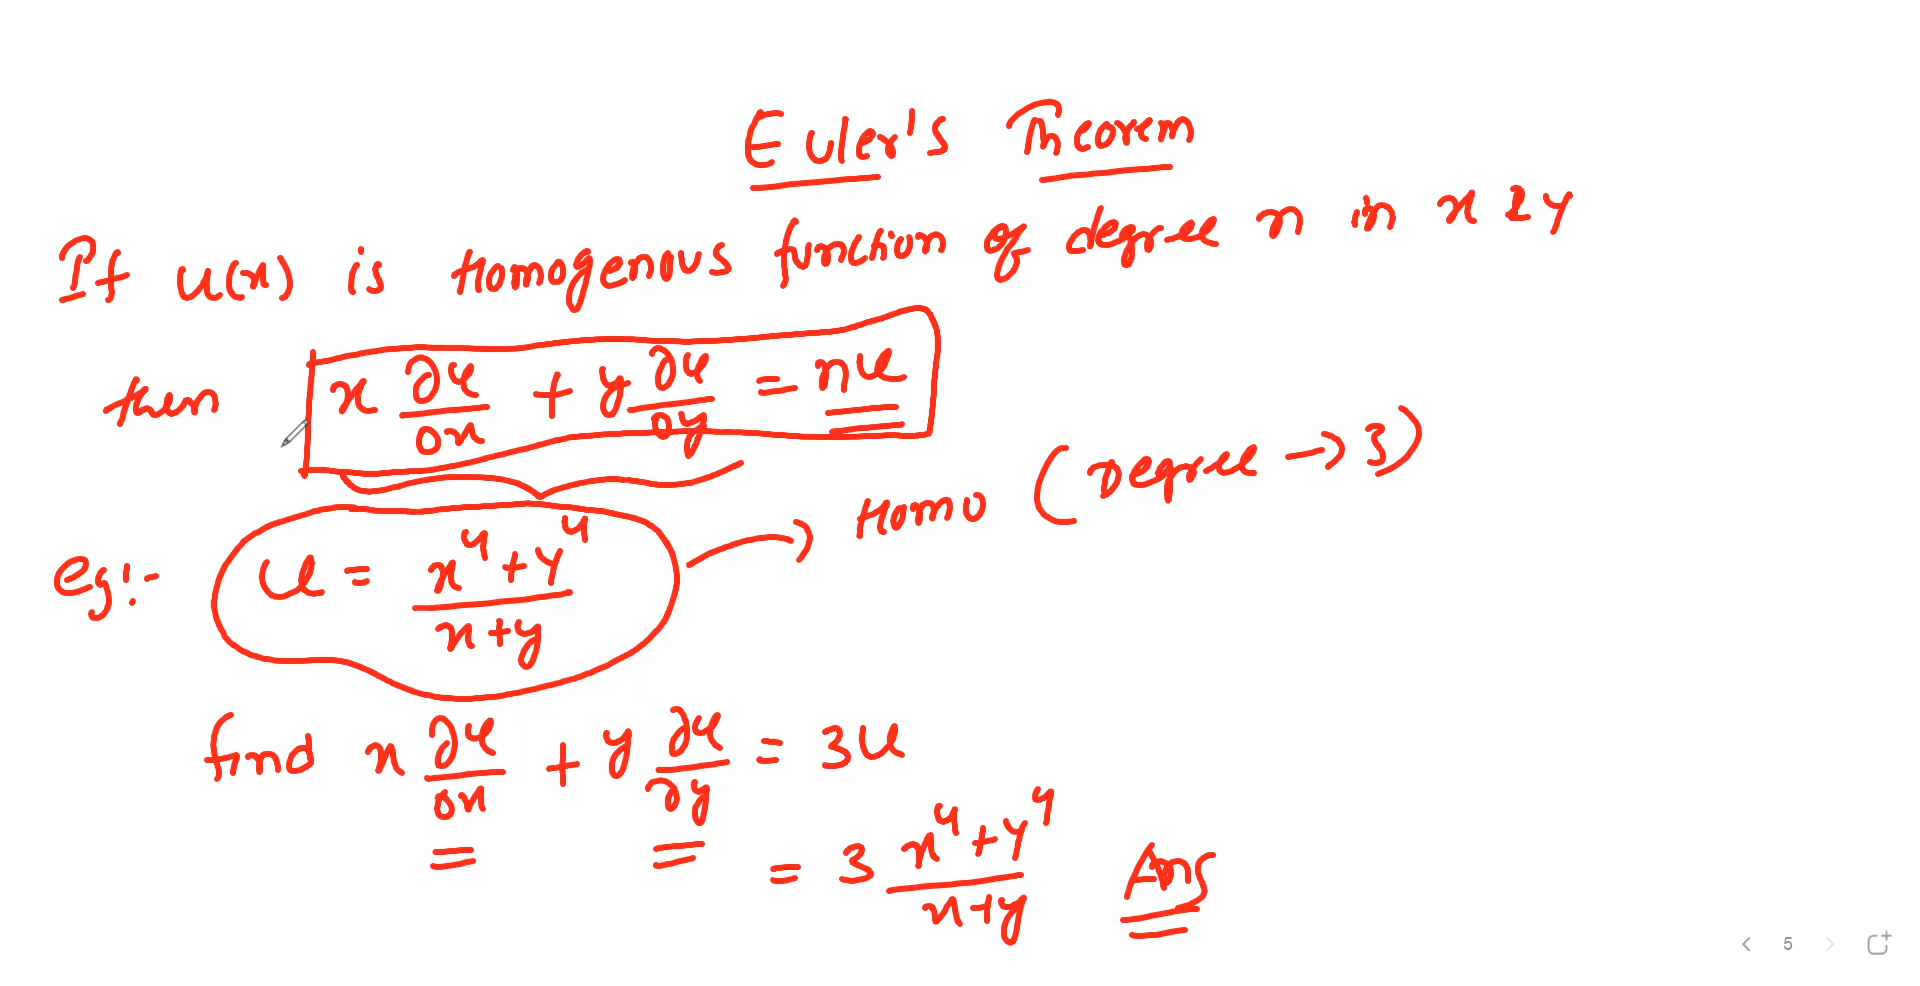 Euler's Theorem
If u(x) is Homogenous function of degree n in x & y
then x ∂u/∂x + y ∂u/∂y = nu
eg:- u = x⁴+y⁴/x+y → Homo (Degree → 3)
find x ∂u/∂x + y ∂u/∂y = 3u
= 3 x⁴+y⁴/x+y Ans
5